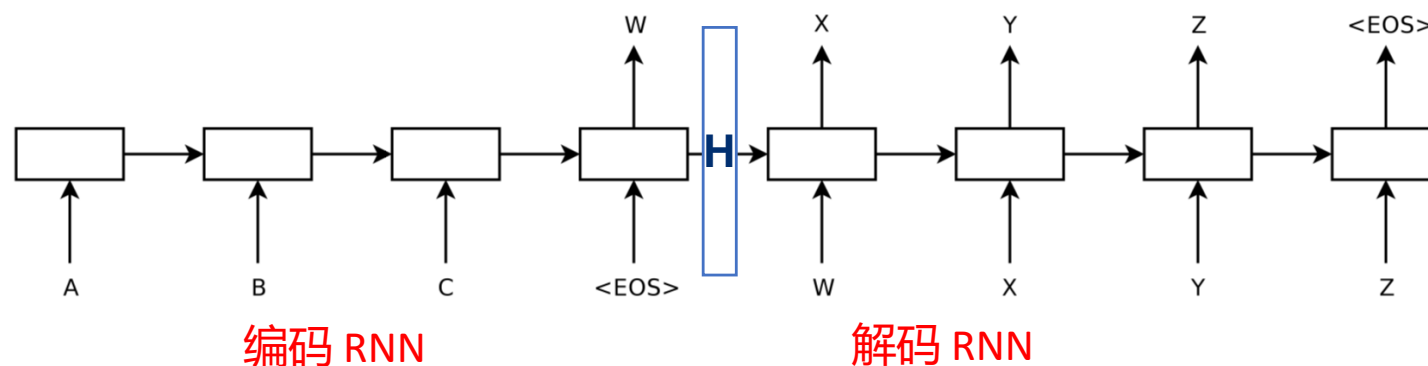 W X Y Z <EOS>
H
A B C <EOS> W X Y Z
编码 RNN 解码 RNN